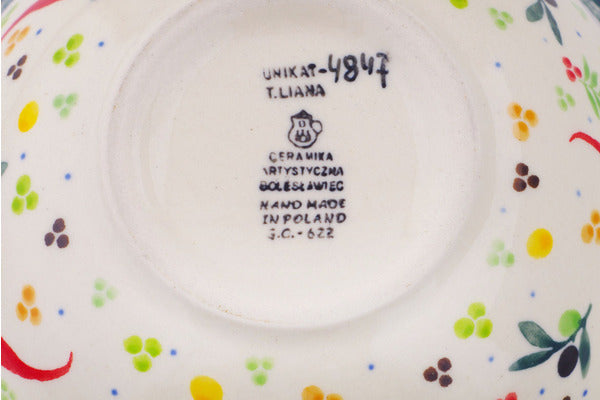 UNIKAT-4847
T.LIANA
CERAMIKA
ARTYSTYCZNA
BOLESŁAWIEC
HAND MADE
IN POLAND
S.C.-622